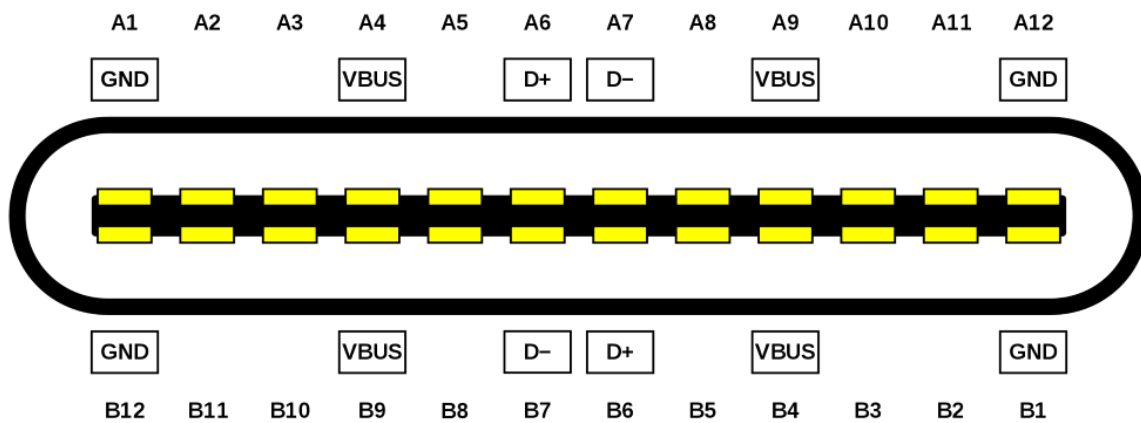 A1 A2 A3 A4 A5 A6 A7 A8 A9 A10 A11 A12
GND VBUS D+ D− VBUS GND
GND VBUS D− D+ VBUS GND
B12 B11 B10 B9 B8 B7 B6 B5 B4 B3 B2 B1